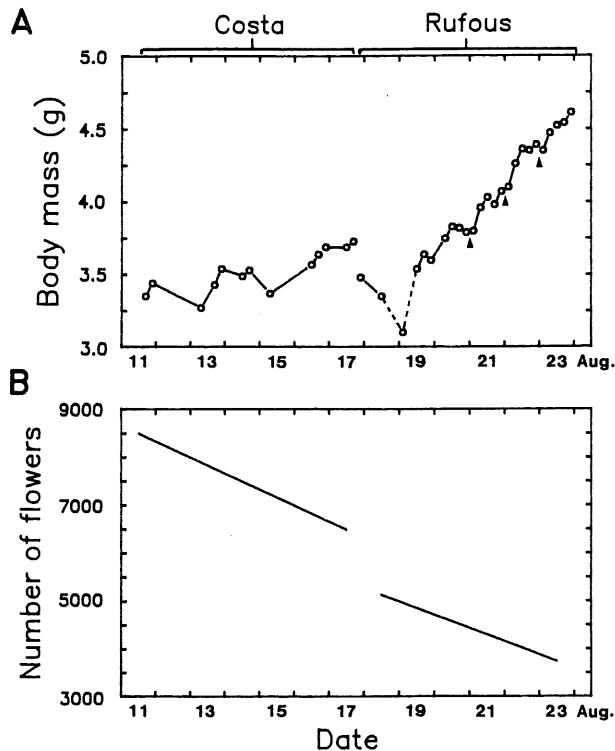 A
Costa Rufous
5.0
4.5
4.0
3.5
3.0
Body mass (g)
11 13 15 17 19 21 23 Aug.
B
9000
7000
5000
3000
Number of flowers
11 13 15 17 19 21 23 Aug.
Date